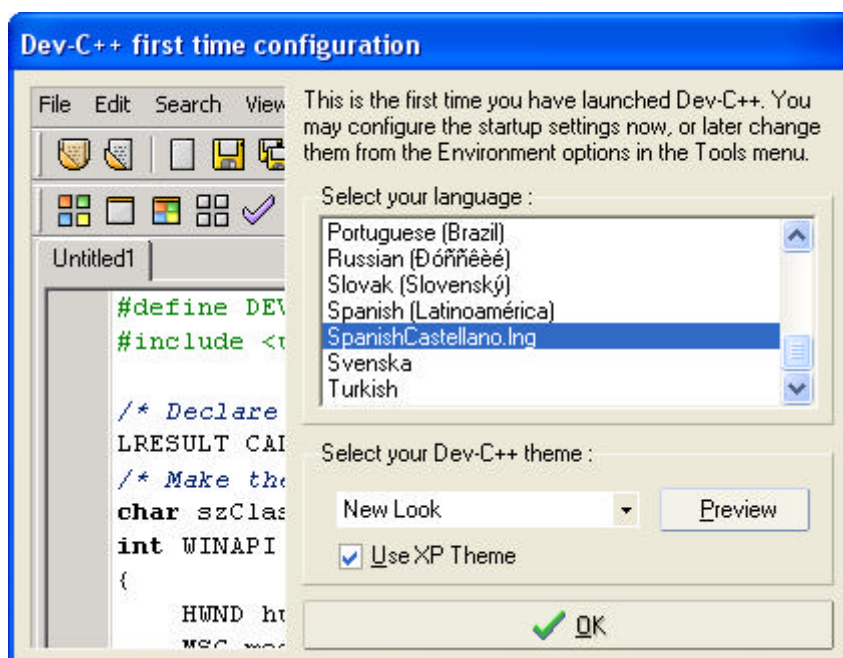 Dev-C++ first time configuration
File Edit Search View
Untitled1
#define DEV
#include <
/* Declare
LRESULT CAL
/* Make the
char szClas
int WINAPI
{
HWND
This is the first time you have launched Dev-C++. You
may configure the startup settings now, or later change
them from the Environment options in the Tools menu.
Select your language :
Portuguese (Brazil)
Russian (Ðóññêèé)
Slovak (Slovenský)
Spanish (Latinoamérica)
SpanishCastellano.lng
Svenska
Turkish
Select your Dev-C++ theme :
New Look
Preview
Use XP Theme
OK